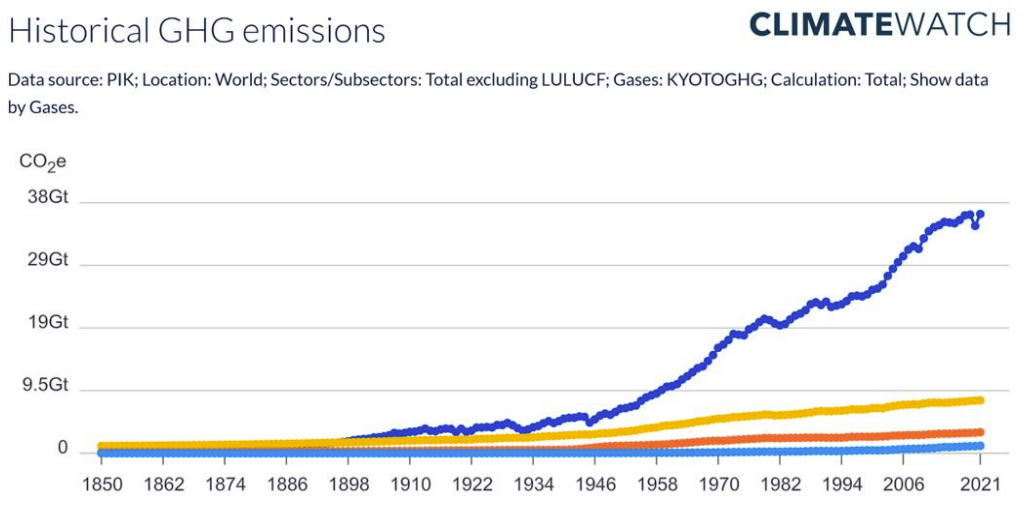 Historical GHG emissions
CLIMATEWATCH
Data source: PIK; Location: World; Sectors/Subsectors: Total excluding LULUCF; Gases: KYOTOGHG; Calculation: Total; Show data
by Gases.
CO₂e
38Gt
29Gt
19Gt
9.5Gt
0
1850 1862 1874 1886 1898 1910 1922 1934 1946 1958 1970 1982 1994 2006 2021